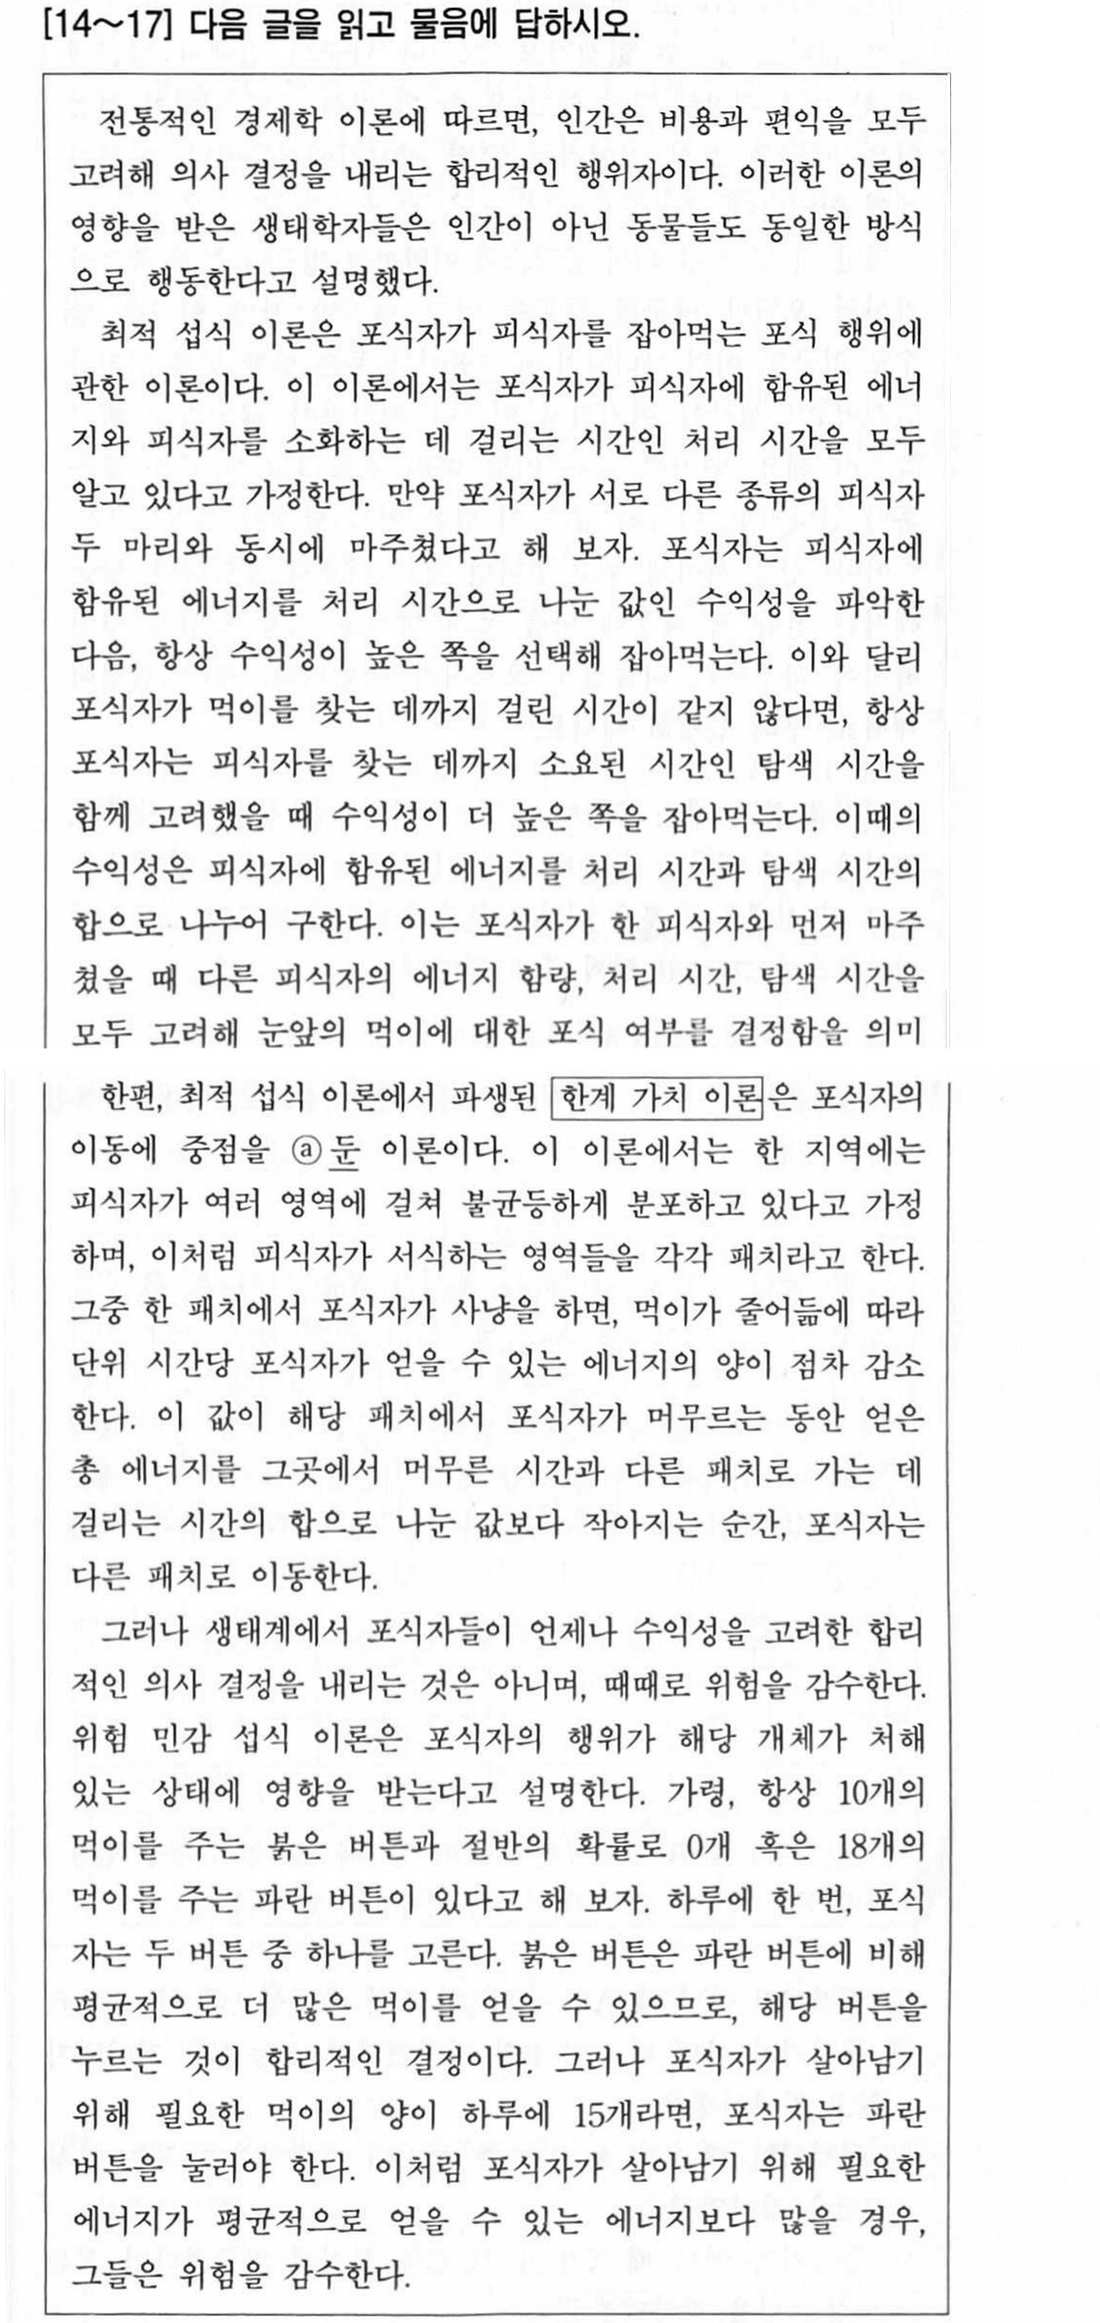 [14～17] 다음 글을 읽고 물음에 답하시오.
전통적인 경제학 이론에 따르면, 인간은 비용과 편익을 모두
고려해 의사 결정을 내리는 합리적인 행위자이다. 이러한 이론의
영향을 받은 생태학자들은 인간이 아닌 동물들도 동일한 방식
으로 행동한다고 설명했다.
최적 섭식 이론은 포식자가 피식자를 잡아먹는 포식 행위에
관한 이론이다. 이 이론에서는 포식자가 피식자에 함유된 에너
지와 피식자를 소화하는 데 걸리는 시간인 처리 시간을 모두
알고 있다고 가정한다. 만약 포식자가 서로 다른 종류의 피식자
두 마리와 동시에 마주쳤다고 해 보자. 포식자는 피식자에
함유된 에너지를 처리 시간으로 나눈 값인 수익성을 파악한
다음, 항상 수익성이 높은 쪽을 선택해 잡아먹는다. 이와 달리
포식자가 먹이를 찾는 데까지 걸린 시간이 같지 않다면, 항상
포식자는 피식자를 찾는 데까지 소요된 시간인 탐색 시간을
함께 고려했을 때 수익성이 더 높은 쪽을 잡아먹는다. 이때의
수익성은 피식자에 함유된 에너지를 처리 시간과 탐색 시간의
합으로 나누어 구한다. 이는 포식자가 한 피식자와 먼저 마주
쳤을 때 다른 피식자의 에너지 함량, 처리 시간, 탐색 시간을
모두 고려해 눈앞의 먹이에 대한 포식 여부를 결정함을 의미
한편, 최적 섭식 이론에서 파생된 한계 가치 이론은 포식자의
이동에 중점을 ⓐ둔 이론이다. 이 이론에서는 한 지역에는
피식자가 여러 영역에 걸쳐 불균등하게 분포하고 있다고 가정
하며, 이처럼 피식자가 서식하는 영역들을 각각 패치라고 한다.
그중 한 패치에서 포식자가 사냥을 하면, 먹이가 줄어듦에 따라
단위 시간당 포식자가 얻을 수 있는 에너지의 양이 점차 감소
한다. 이 값이 해당 패치에서 포식자가 머무르는 동안 얻은
총 에너지를 그곳에서 머무른 시간과 다른 패치로 가는 데
걸리는 시간의 합으로 나눈 값보다 작아지는 순간, 포식자는
다른 패치로 이동한다.
그러나 생태계에서 포식자들이 언제나 수익성을 고려한 합리
적인 의사 결정을 내리는 것은 아니며, 때때로 위험을 감수한다.
위험 민감 섭식 이론은 포식자의 행위가 해당 개체가 처해
있는 상태에 영향을 받는다고 설명한다. 가령, 항상 10개의
먹이를 주는 붉은 버튼과 절반의 확률로 0개 혹은 18개의
먹이를 주는 파란 버튼이 있다고 해 보자. 하루에 한 번, 포식
자는 두 버튼 중 하나를 고른다. 붉은 버튼은 파란 버튼에 비해
평균적으로 더 많은 먹이를 얻을 수 있으므로, 해당 버튼을
누르는 것이 합리적인 결정이다. 그러나 포식자가 살아남기
위해 필요한 먹이의 양이 하루에 15개라면, 포식자는 파란
버튼을 눌러야 한다. 이처럼 포식자가 살아남기 위해 필요한
에너지가 평균적으로 얻을 수 있는 에너지보다 많을 경우,
그들은 위험을 감수한다.